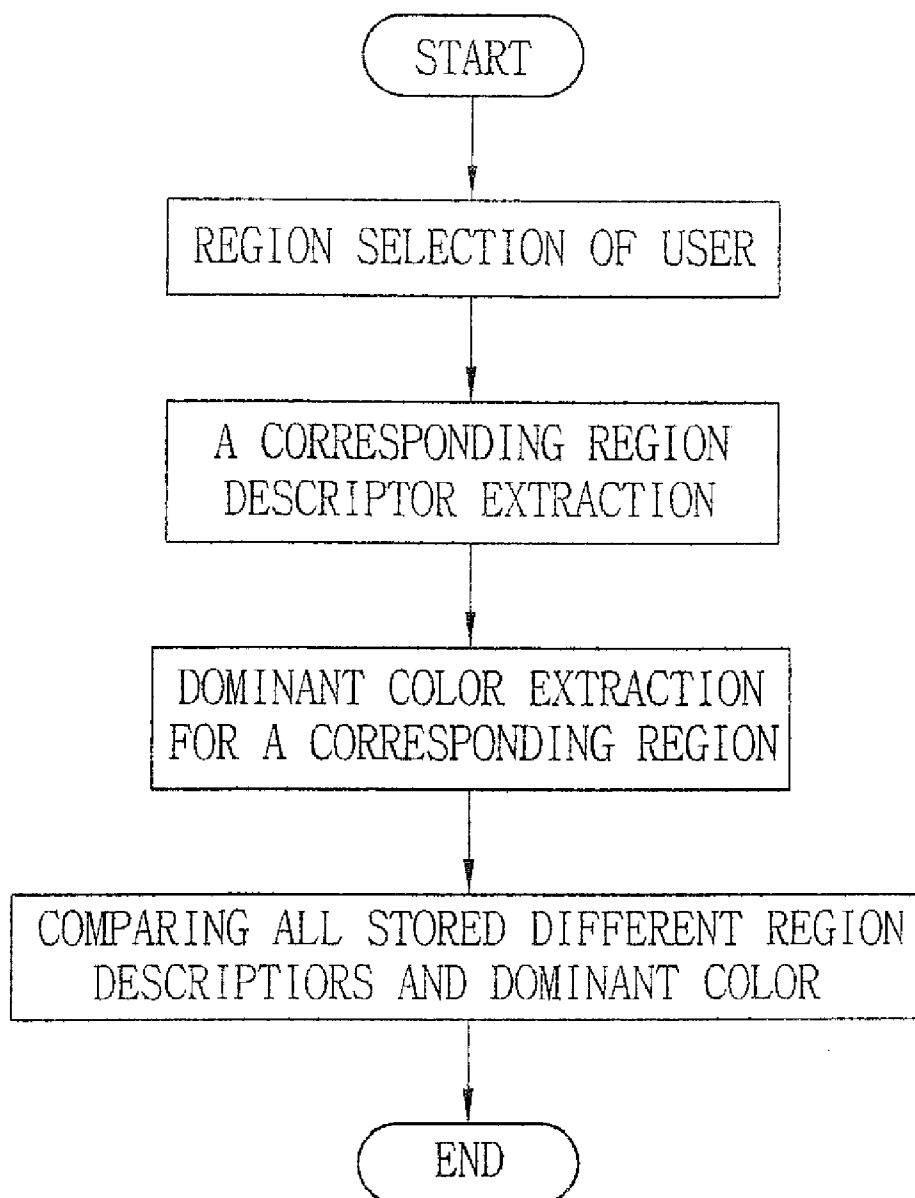 START
REGION SELECTION OF USER
A CORRESPONDING REGION
DESCRIPTOR EXTRACTION
DOMINANT COLOR EXTRACTION
FOR A CORRESPONDING REGION
COMPARING ALL STORED DIFFERENT REGION
DESCRIPTIORS AND DOMINANT COLOR
END